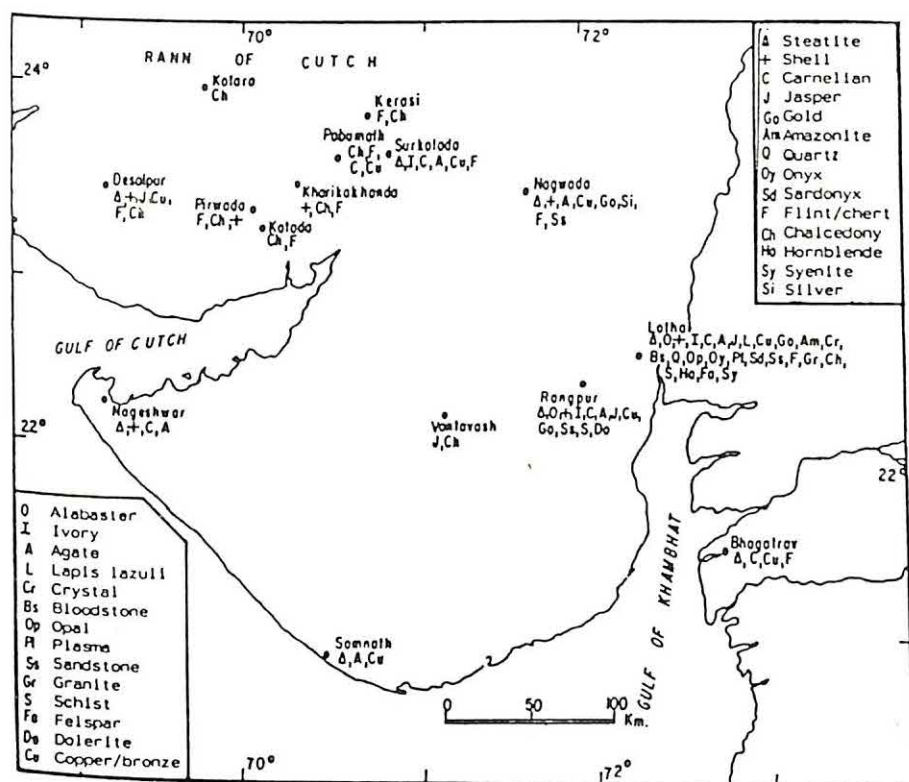 70°
72°
24°
RANN OF CUTCH
Kotara
Ch
Kerasi
F,Ch
Pabamath
Ch,F,
C,Cu
Surkotada
Δ,I,C,A,Cu,F
Desalpar
Δ,+,J,Cu,
F,Ch
Pirwada
F,Ch,+
Kharikakhanda
+,Ch,F
Kotada
Ch,F
Nagwada
Δ,+,A,Cu,Go,Si,
F,Ss
Δ Steatite
+ Shell
C Carnelian
J Jasper
Go Gold
Am Amazonite
Q Quartz
Oy Onyx
Sd Sardonyx
F Flint/chert
Ch Chalcedony
Ho Hornblende
Sy Syenite
Si Silver
GULF OF CUTCH
Lothal
Δ,O,+,I,C,A,J,L,Cu,Go,Am,Cr,
Bs,Q,Op,Oy,Pl,Sd,Ss,F,Gr,Ch,
S,Ho,Fe,Sy
Nageshwar
Δ,+,C,A
Rangpur
Δ,O,+,I,C,A,J,Cu,
Go,Ss,S,Do
Vantavash
J,Ch
22°
22°
O Alabaster
I Ivory
A Agate
L Lapis lazuli
Cr Crystal
Bs Bloodstone
Op Opal
Pl Plasma
Ss Sandstone
Gr Granite
S Schist
Fe Felspar
Do Dolerite
Cu Copper/bronze
Bhagatrav
Δ,C,Cu,F
GULF OF KHAMBHAT
Somnath
Δ,A,Cu
0 50 100
Km.
70°
72°